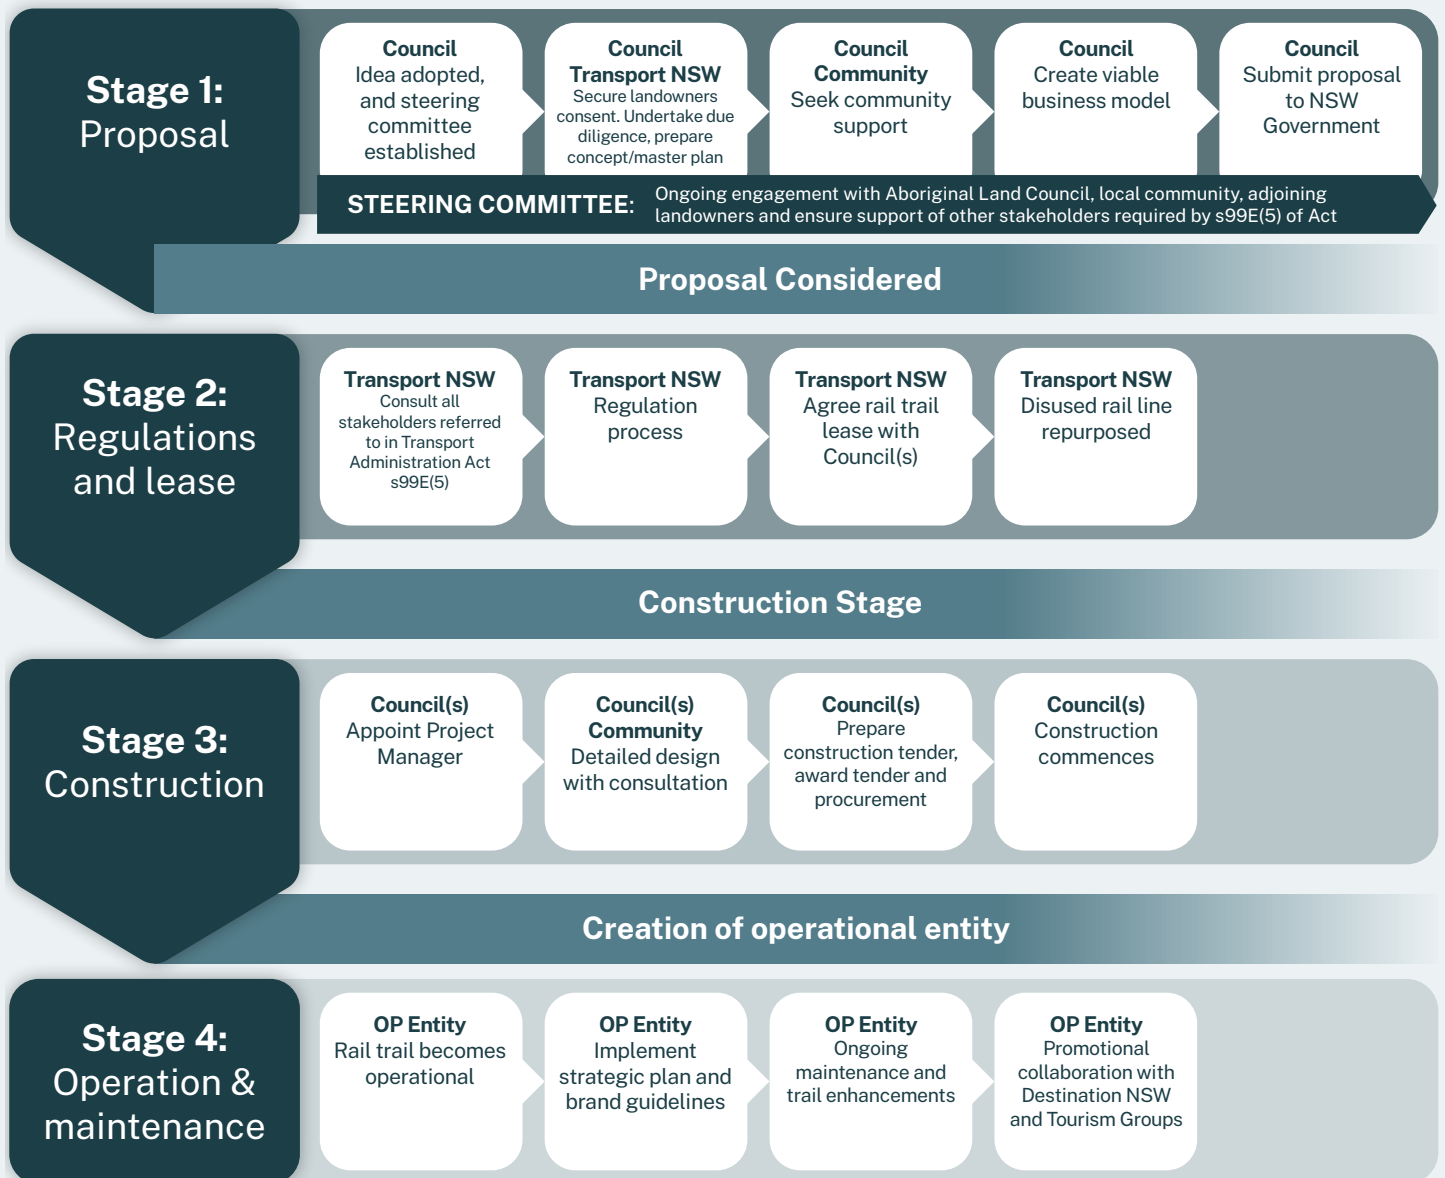 Stage 1:
Proposal
Council
Idea adopted,
and steering
committee
established
Council
Transport NSW
Secure landowners
consent. Undertake due
diligence, prepare
concept/master plan
Council
Community
Seek community
support
Council
Create viable
business model
Council
Submit proposal
to NSW
Government
STEERING COMMITTEE:
Ongoing engagement with Aboriginal Land Council, local community, adjoining
landowners and ensure support of other stakeholders required by s99E(5) of Act
Proposal Considered
Stage 2:
Regulations
and lease
Transport NSW
Consult all
stakeholders referred
to in Transport
Administration Act
s99E(5)
Transport NSW
Regulation
process
Transport NSW
Agree rail trail
lease with
Council(s)
Transport NSW
Disused rail line
repurposed
Construction Stage
Stage 3:
Construction
Council(s)
Appoint Project
Manager
Council(s)
Community
Detailed design
with consultation
Council(s)
Prepare
construction tender,
award tender and
procurement
Council(s)
Construction
commences
Creation of operational entity
Stage 4:
Operation &
maintenance
OP Entity
Rail trail becomes
operational
OP Entity
Implement
strategic plan and
brand guidelines
OP Entity
Ongoing
maintenance and
trail enhancements
OP Entity
Promotional
collaboration with
Destination NSW
and Tourism Groups